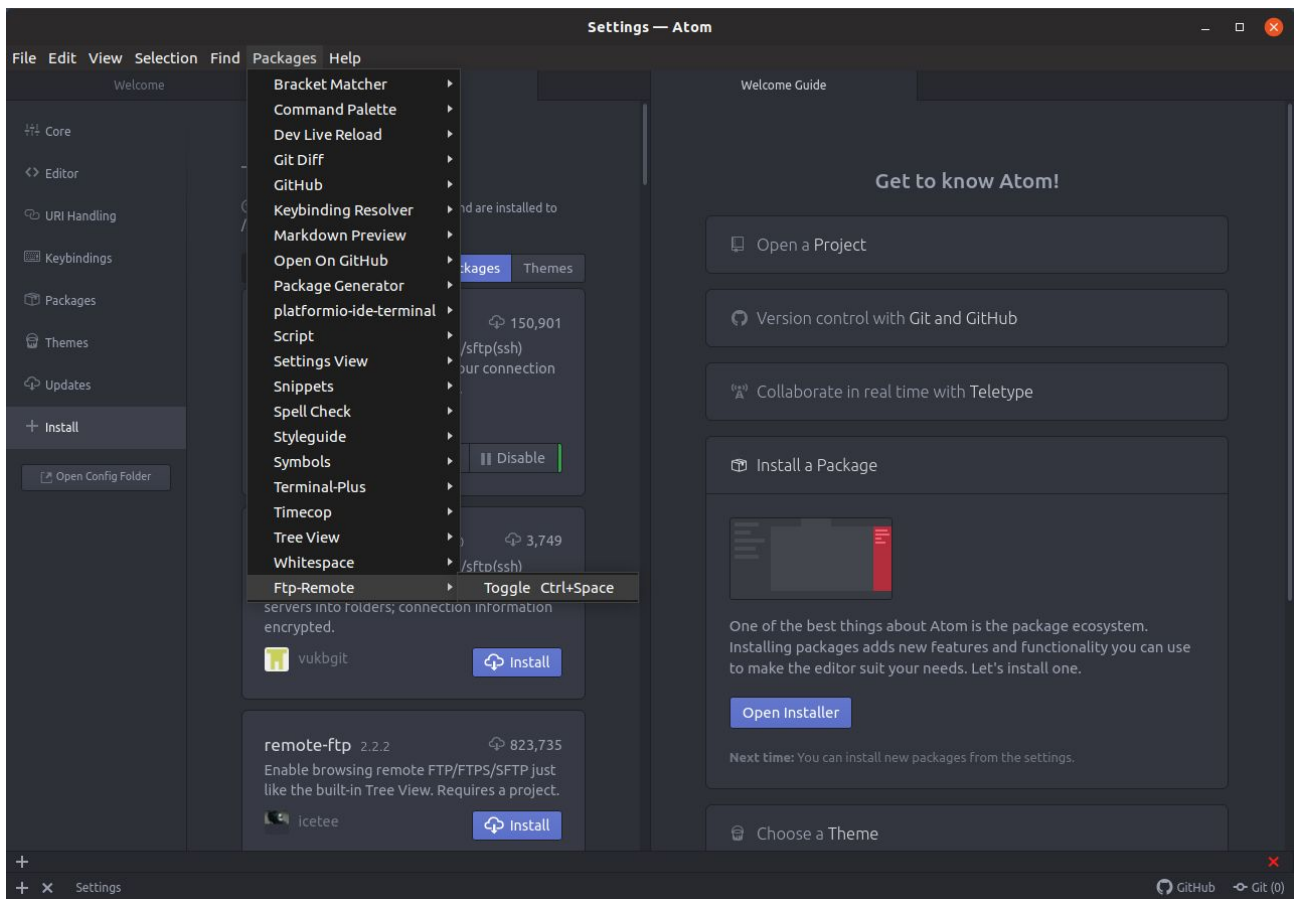 Settings — Atom
File Edit View Selection Find Packages Help
Welcome
Welcome Guide
Core
Editor
URI Handling
Keybindings
Packages
Themes
Updates
Install
Open Config Folder
Bracket Matcher
Command Palette
Dev Live Reload
Git Diff
GitHub
Keybinding Resolver
Markdown Preview
Open On GitHub
Package Generator
platformio-ide-terminal
Script
Settings View
Snippets
Spell Check
Styleguide
Symbols
Terminal-Plus
Timecop
Tree View
Whitespace
Ftp-Remote
Toggle Ctrl+Space
and are installed to
Themes
150,901
/sftp(ssh)
connection
Disable
3,749
/sftp(ssh)
servers into folders; connection information
encrypted.
vukbgit
Install
remote-ftp 2.2.2 823,735
Enable browsing remote FTP/FTPS/SFTP just
like the built-in Tree View. Requires a project.
icetee
Install
Get to know Atom!
Open a Project
Version control with Git and GitHub
Collaborate in real time with Teletype
Install a Package
One of the best things about Atom is the package ecosystem.
Installing packages adds new features and functionality you can use
to make the editor suit your needs. Let's install one.
Open Installer
Next time: You can install new packages from the settings.
Choose a Theme
Settings
GitHub Git (0)